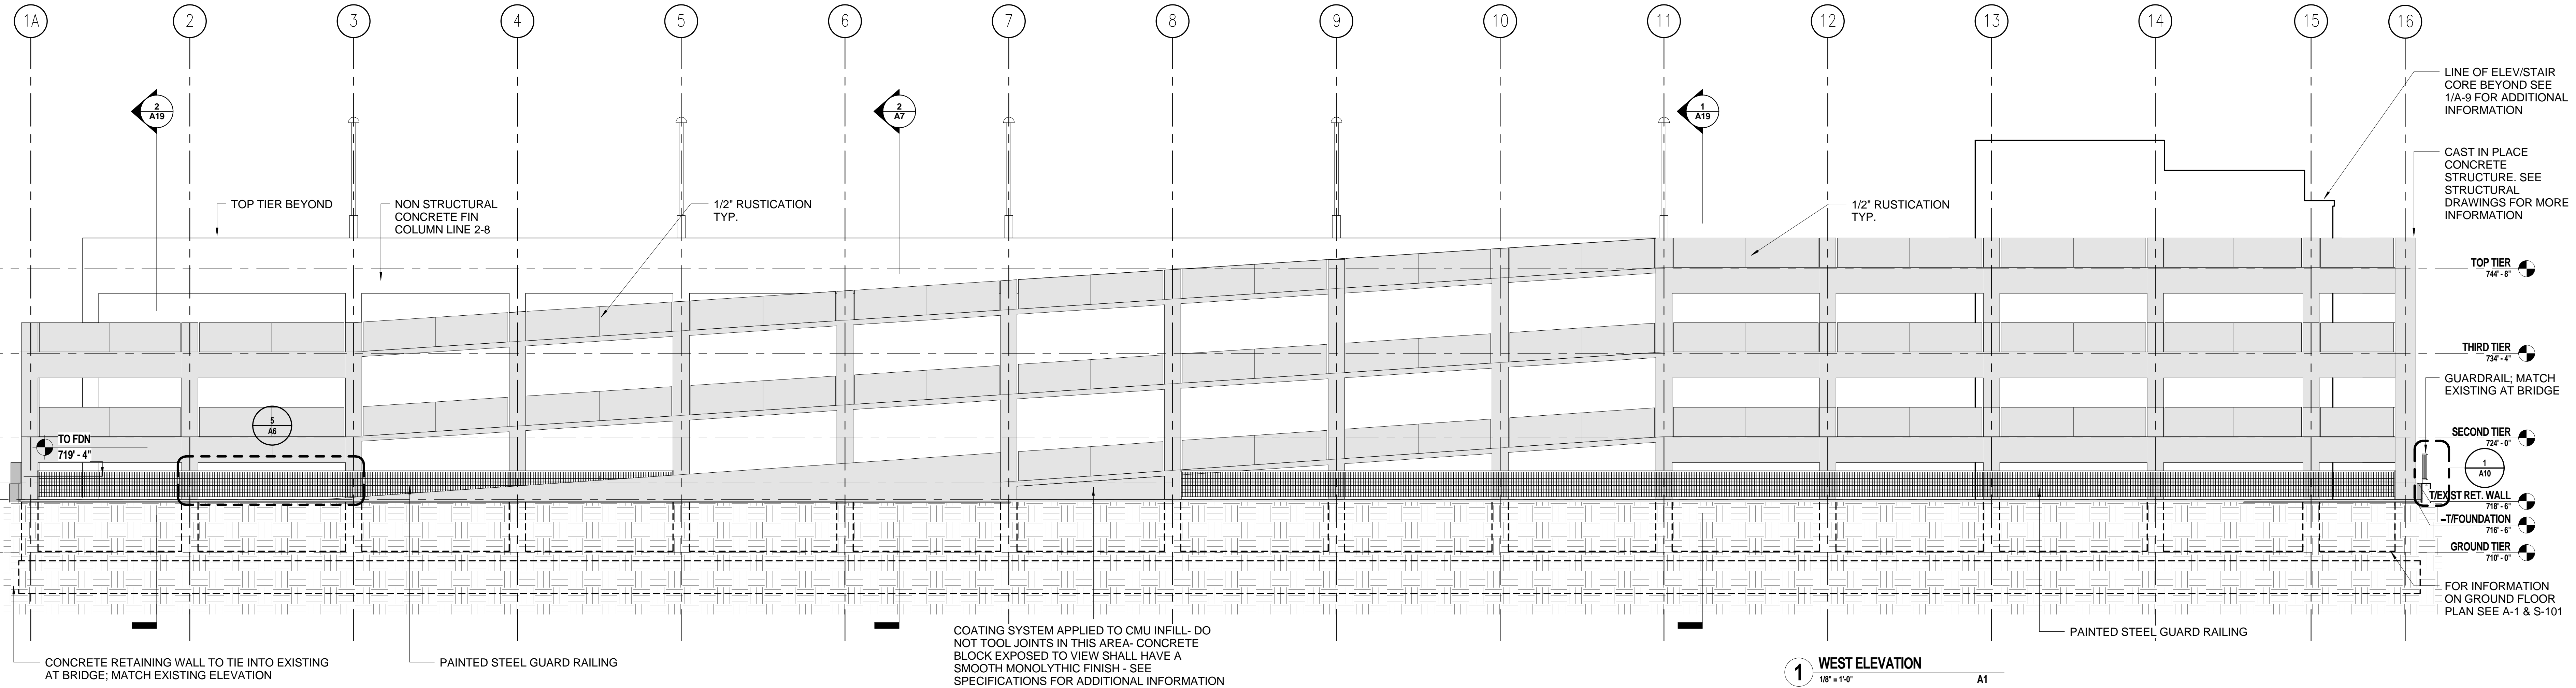 1A
2
3
4
5
6
7
8
9
10
11
12
13
14
15
16
2
A19
2
A7
1
A19
LINE OF ELEV/STAIR
CORE BEYOND SEE
1/A-9 FOR ADDITIONAL
INFORMATION
CAST IN PLACE
CONCRETE
STRUCTURE. SEE
STRUCTURAL
DRAWINGS FOR MORE
INFORMATION
TOP TIER BEYOND
NON STRUCTURAL
CONCRETE FIN
COLUMN LINE 2-8
1/2" RUSTICATION
TYP.
1/2" RUSTICATION
TYP.
TOP TIER
744' - 8"
THIRD TIER
734' - 4"
GUARDRAIL; MATCH
EXISTING AT BRIDGE
5
A6
TO FDN
719' - 4"
SECOND TIER
724' - 0"
1
A10
T/EXIST RET. WALL
718' - 6"
T/FOUNDATION
716' - 6"
GROUND TIER
710' - 0"
FOR INFORMATION
ON GROUND FLOOR
PLAN SEE A-1 & S-101
CONCRETE RETAINING WALL TO TIE INTO EXISTING
AT BRIDGE; MATCH EXISTING ELEVATION
PAINTED STEEL GUARD RAILING
COATING SYSTEM APPLIED TO CMU INFILL- DO
NOT TOOL JOINTS IN THIS AREA- CONCRETE
BLOCK EXPOSED TO VIEW SHALL HAVE A
SMOOTH MONOLYTHIC FINISH - SEE
SPECIFICATIONS FOR ADDITIONAL INFORMATION
PAINTED STEEL GUARD RAILING
1
WEST ELEVATION
1/8" = 1'-0"
A1